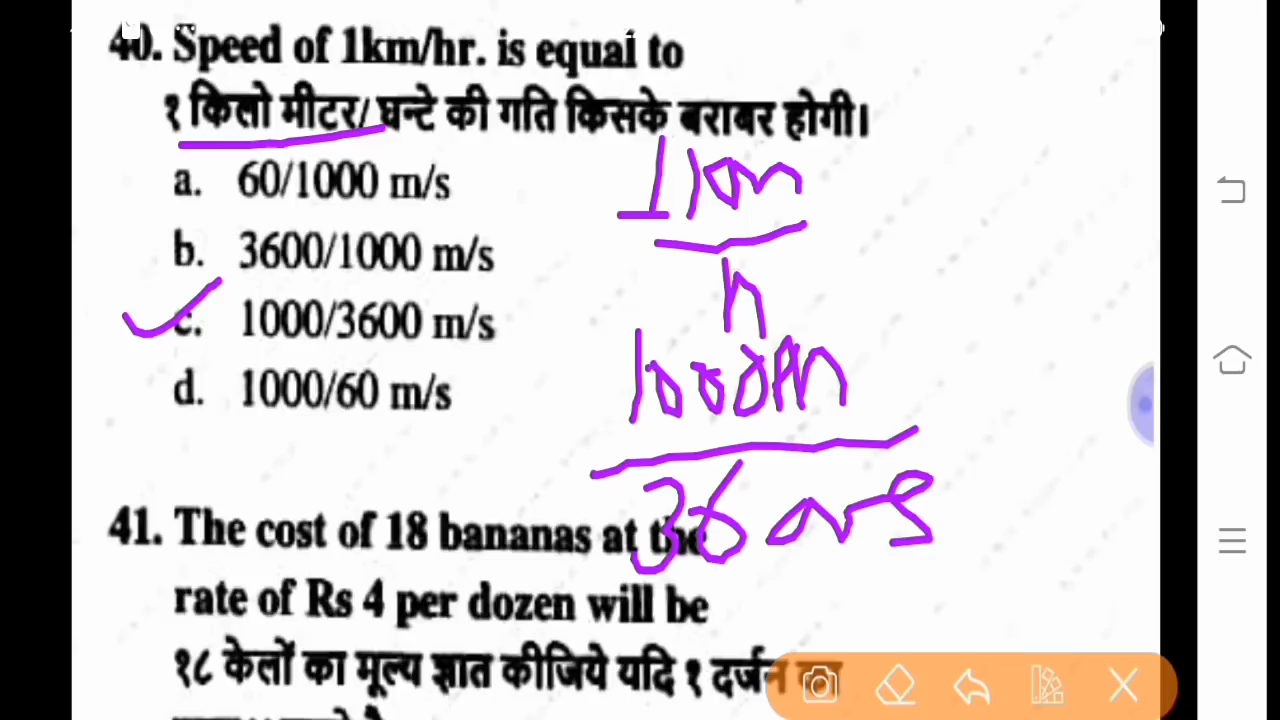 40. Speed of 1km/hr. is equal to
१ किलो मीटर/ घन्टे की गति किसके बराबर होगी।
a. 60/1000 m/s
b. 3600/1000 m/s
c. 1000/3600 m/s
d. 1000/60 m/s
1 km
h
1000m
41. The cost of 18 bananas at the
rate of Rs 4 per dozen will be
१८ केलों का मूल्य ज्ञात कीजिये यदि १ दर्जन